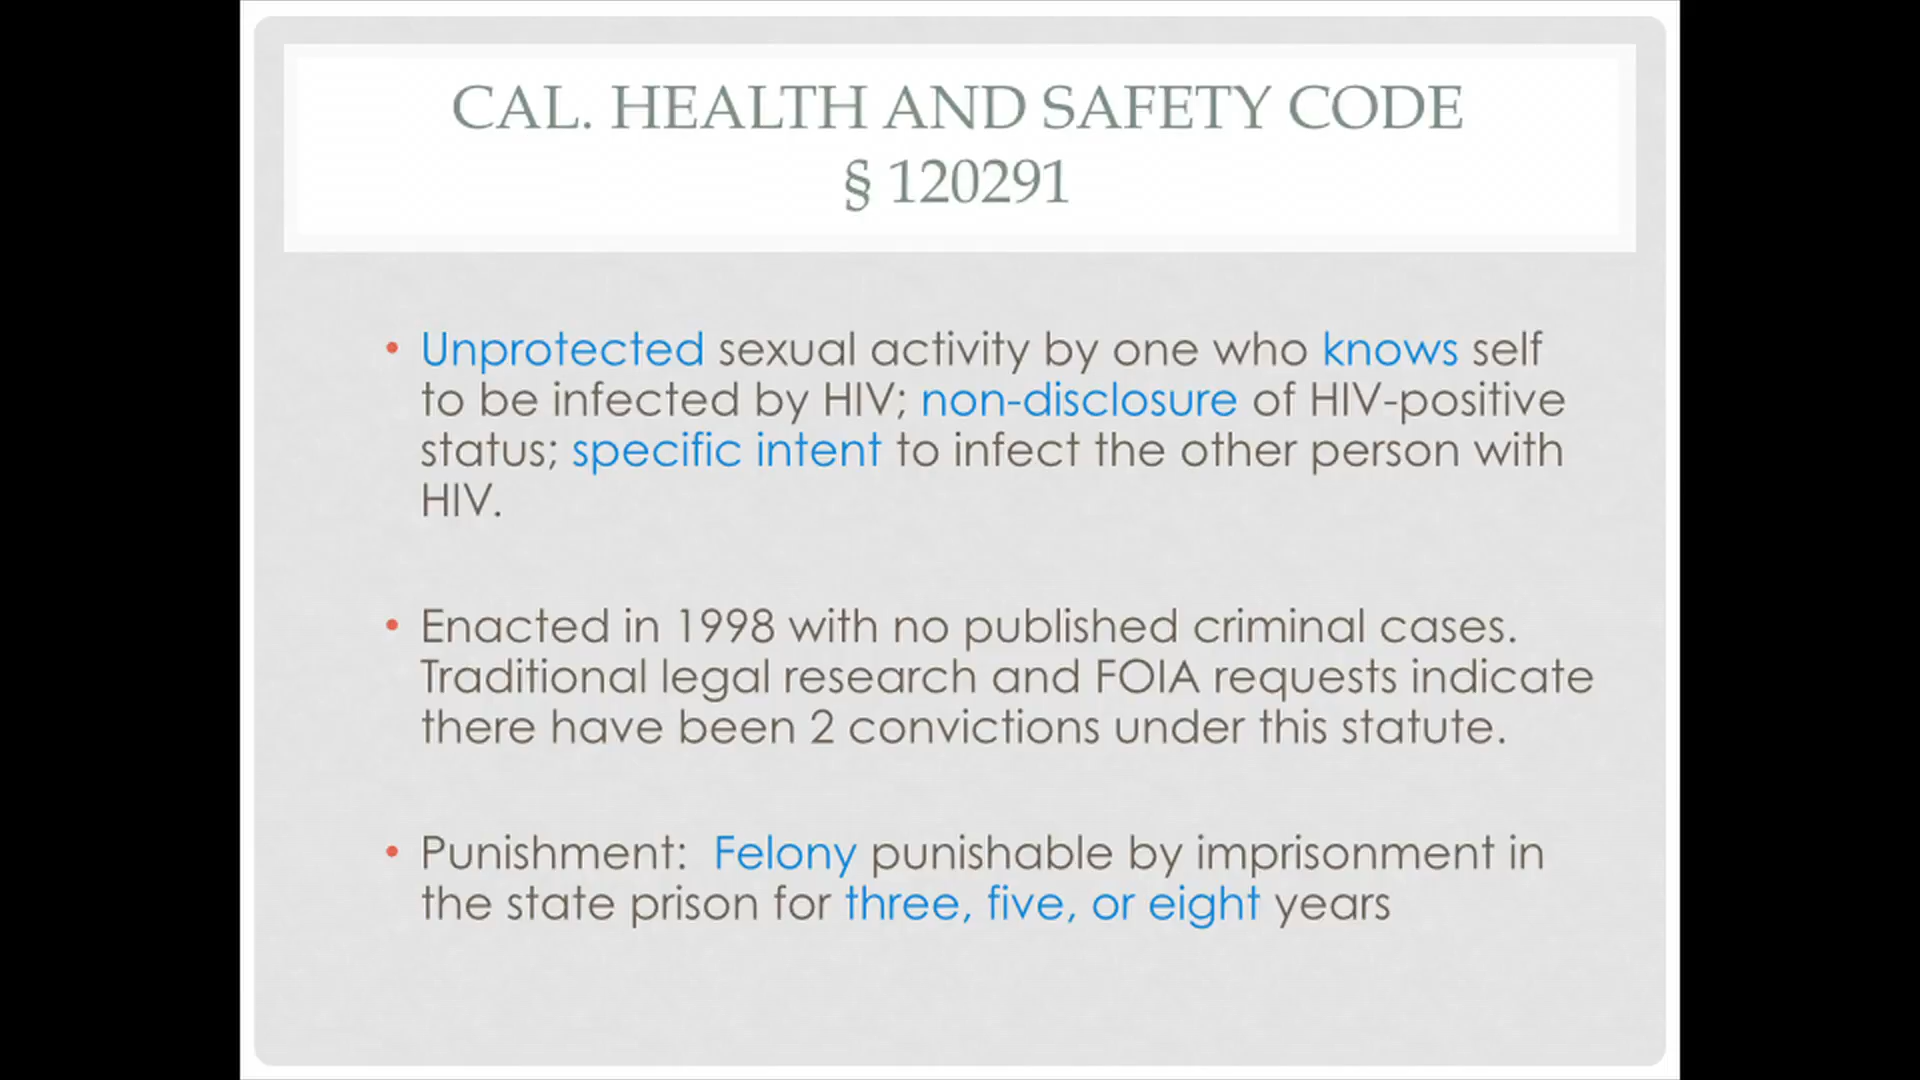 CAL. HEALTH AND SAFETY CODE
§ 120291
• Unprotected sexual activity by one who knows self
to be infected by HIV; non-disclosure of HIV-positive
status; specific intent to infect the other person with
HIV.
• Enacted in 1998 with no published criminal cases.
Traditional legal research and FOIA requests indicate
there have been 2 convictions under this statute.
• Punishment: Felony punishable by imprisonment in
the state prison for three, five, or eight years